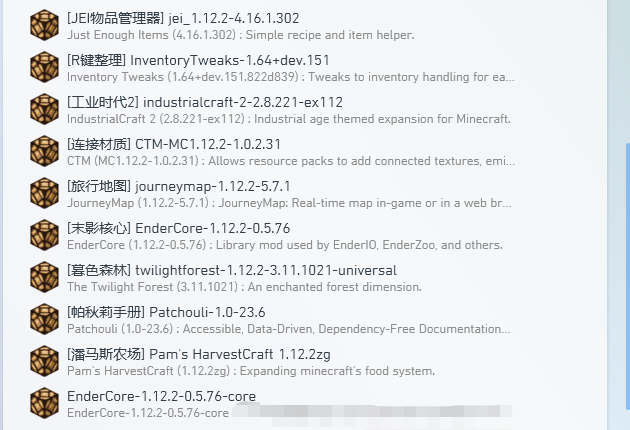 [JEI物品管理器] jei_1.12.2-4.16.1.302
Just Enough Items (4.16.1.302) : Simple recipe and item helper.
[R键整理] InventoryTweaks-1.64+dev.151
Inventory Tweaks (1.64+dev.151.822d839) : Tweaks to inventory handling for ea...
[工业时代2] industrialcraft-2-2.8.221-ex112
IndustrialCraft 2 (2.8.221-ex112) : Industrial age themed expansion for Minecraft.
[连接材质] CTM-MC1.12.2-1.0.2.31
CTM (MC1.12.2-1.0.2.31) : Allows resource packs to add connected textures, emi...
[旅行地图] journeymap-1.12.2-5.7.1
JourneyMap (1.12.2-5.7.1) : JourneyMap: Real-time map in-game or in a web br...
[末影核心] EnderCore-1.12.2-0.5.76
EnderCore (1.12.2-0.5.76) : Library mod used by EnderIO, EnderZoo, and others.
[暮色森林] twilightforest-1.12.2-3.11.1021-universal
The Twilight Forest (3.11.1021) : An enchanted forest dimension.
[帕秋莉手册] Patchouli-1.0-23.6
Patchouli (1.0-23.6) : Accessible, Data-Driven, Dependency-Free Documentation...
[潘马斯农场] Pam's HarvestCraft 1.12.2zg
Pam's HarvestCraft (1.12.2zg) : Expanding minecraft's food system.
EnderCore-1.12.2-0.5.76-core
EnderCore-1.12.2-0.5.76-core